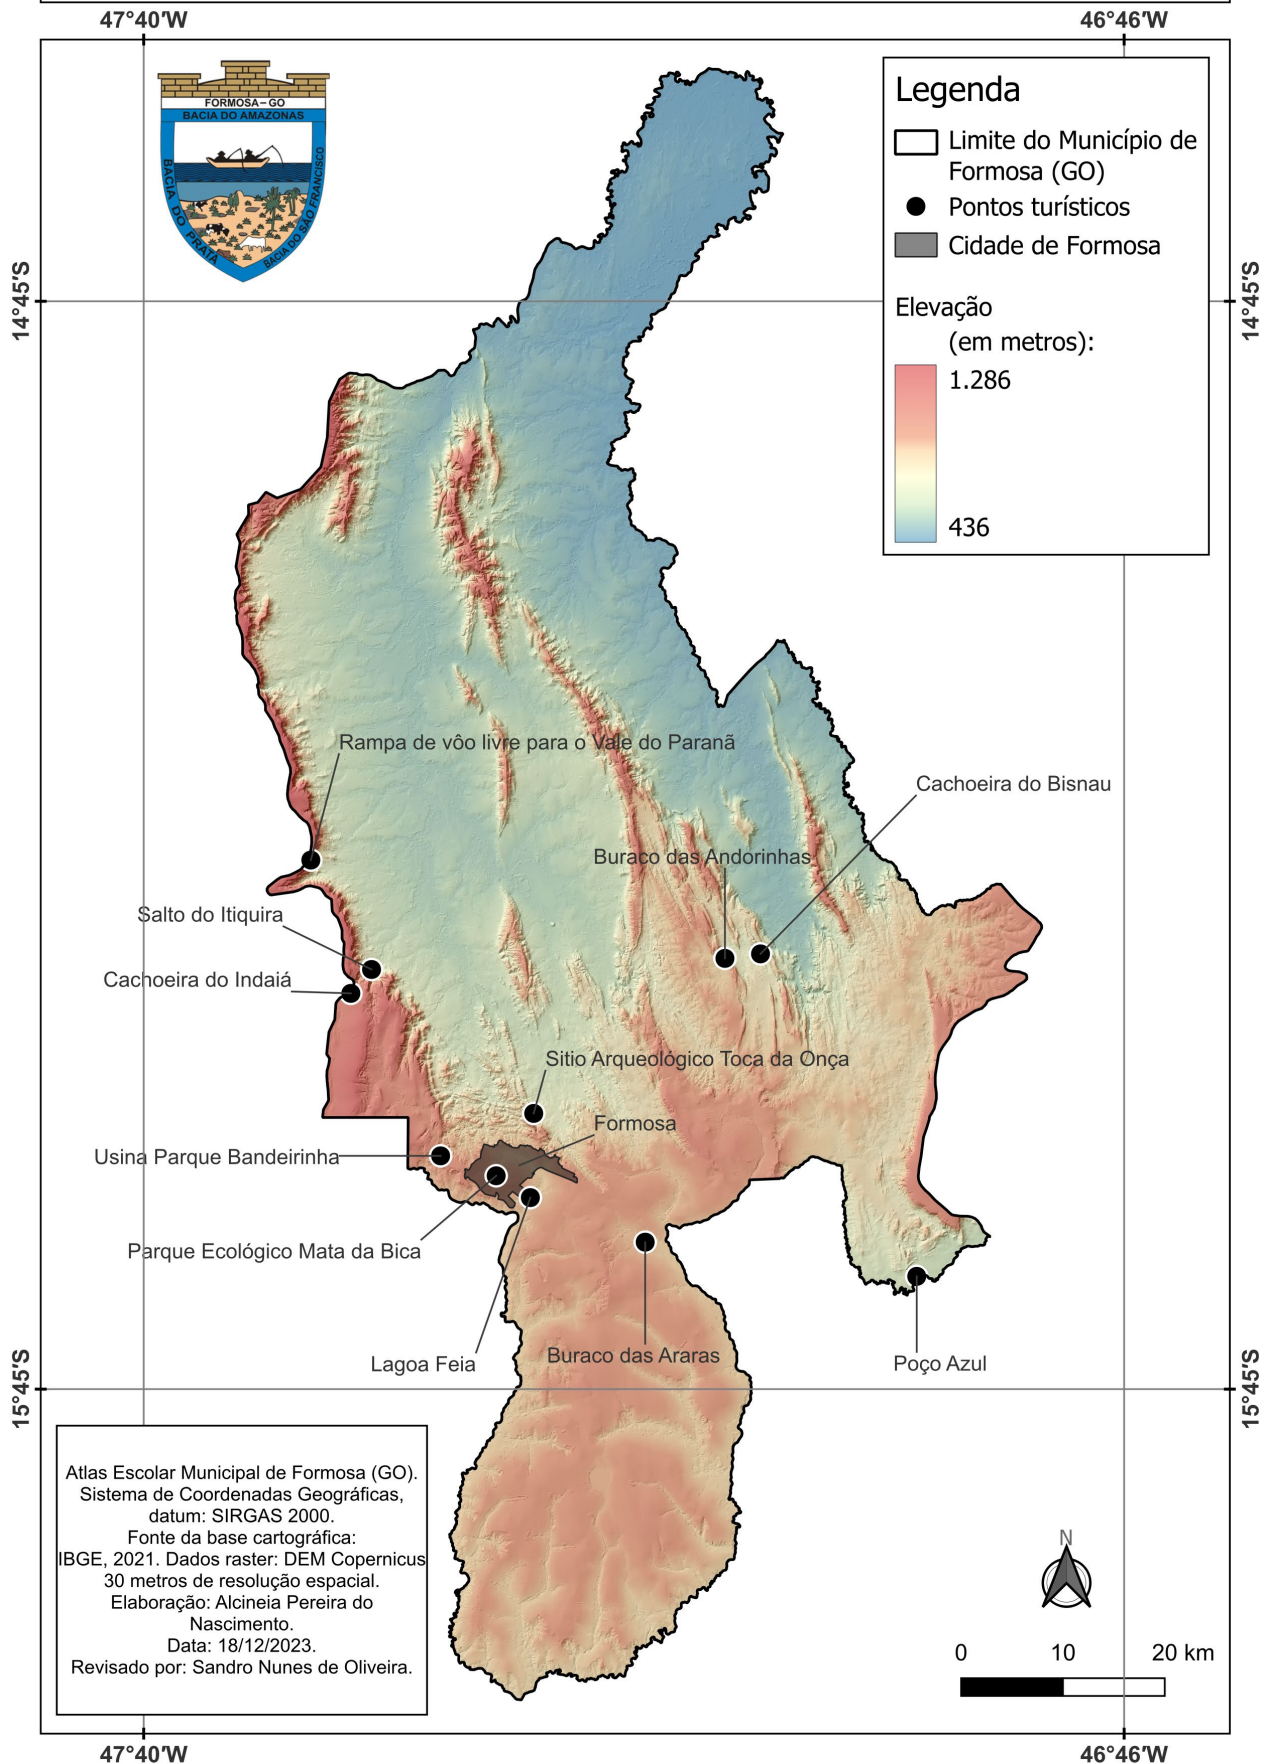 47°40′W
46°46′W
FORMOSA–GO
BACIA DO AMAZONAS
BACIA DO PRATA
BACIA DO SÃO FRANCISCO
Legenda
Limite do Município de
Formosa (GO)
Pontos turísticos
Cidade de Formosa
Elevação
(em metros):
1.286
436
14°45′S
14°45′S
Rampa de vôo livre para o Vale do Paranã
Cachoeira do Bisnau
Buraco das Andorinhas
Salto do Itiquira
Cachoeira do Indaiá
Sitio Arqueológico Toca da Onça
Formosa
Usina Parque Bandeirinha
Parque Ecológico Mata da Bica
Lagoa Feia
Buraco das Araras
Poço Azul
15°45′S
15°45′S
Atlas Escolar Municipal de Formosa (GO).
Sistema de Coordenadas Geográficas,
datum: SIRGAS 2000.
Fonte da base cartográfica:
IBGE, 2021. Dados raster: DEM Copernicus
30 metros de resolução espacial.
Elaboração: Alcineia Pereira do
Nascimento.
Data: 18/12/2023.
Revisado por: Sandro Nunes de Oliveira.
N
0 10 20 km
47°40′W
46°46′W